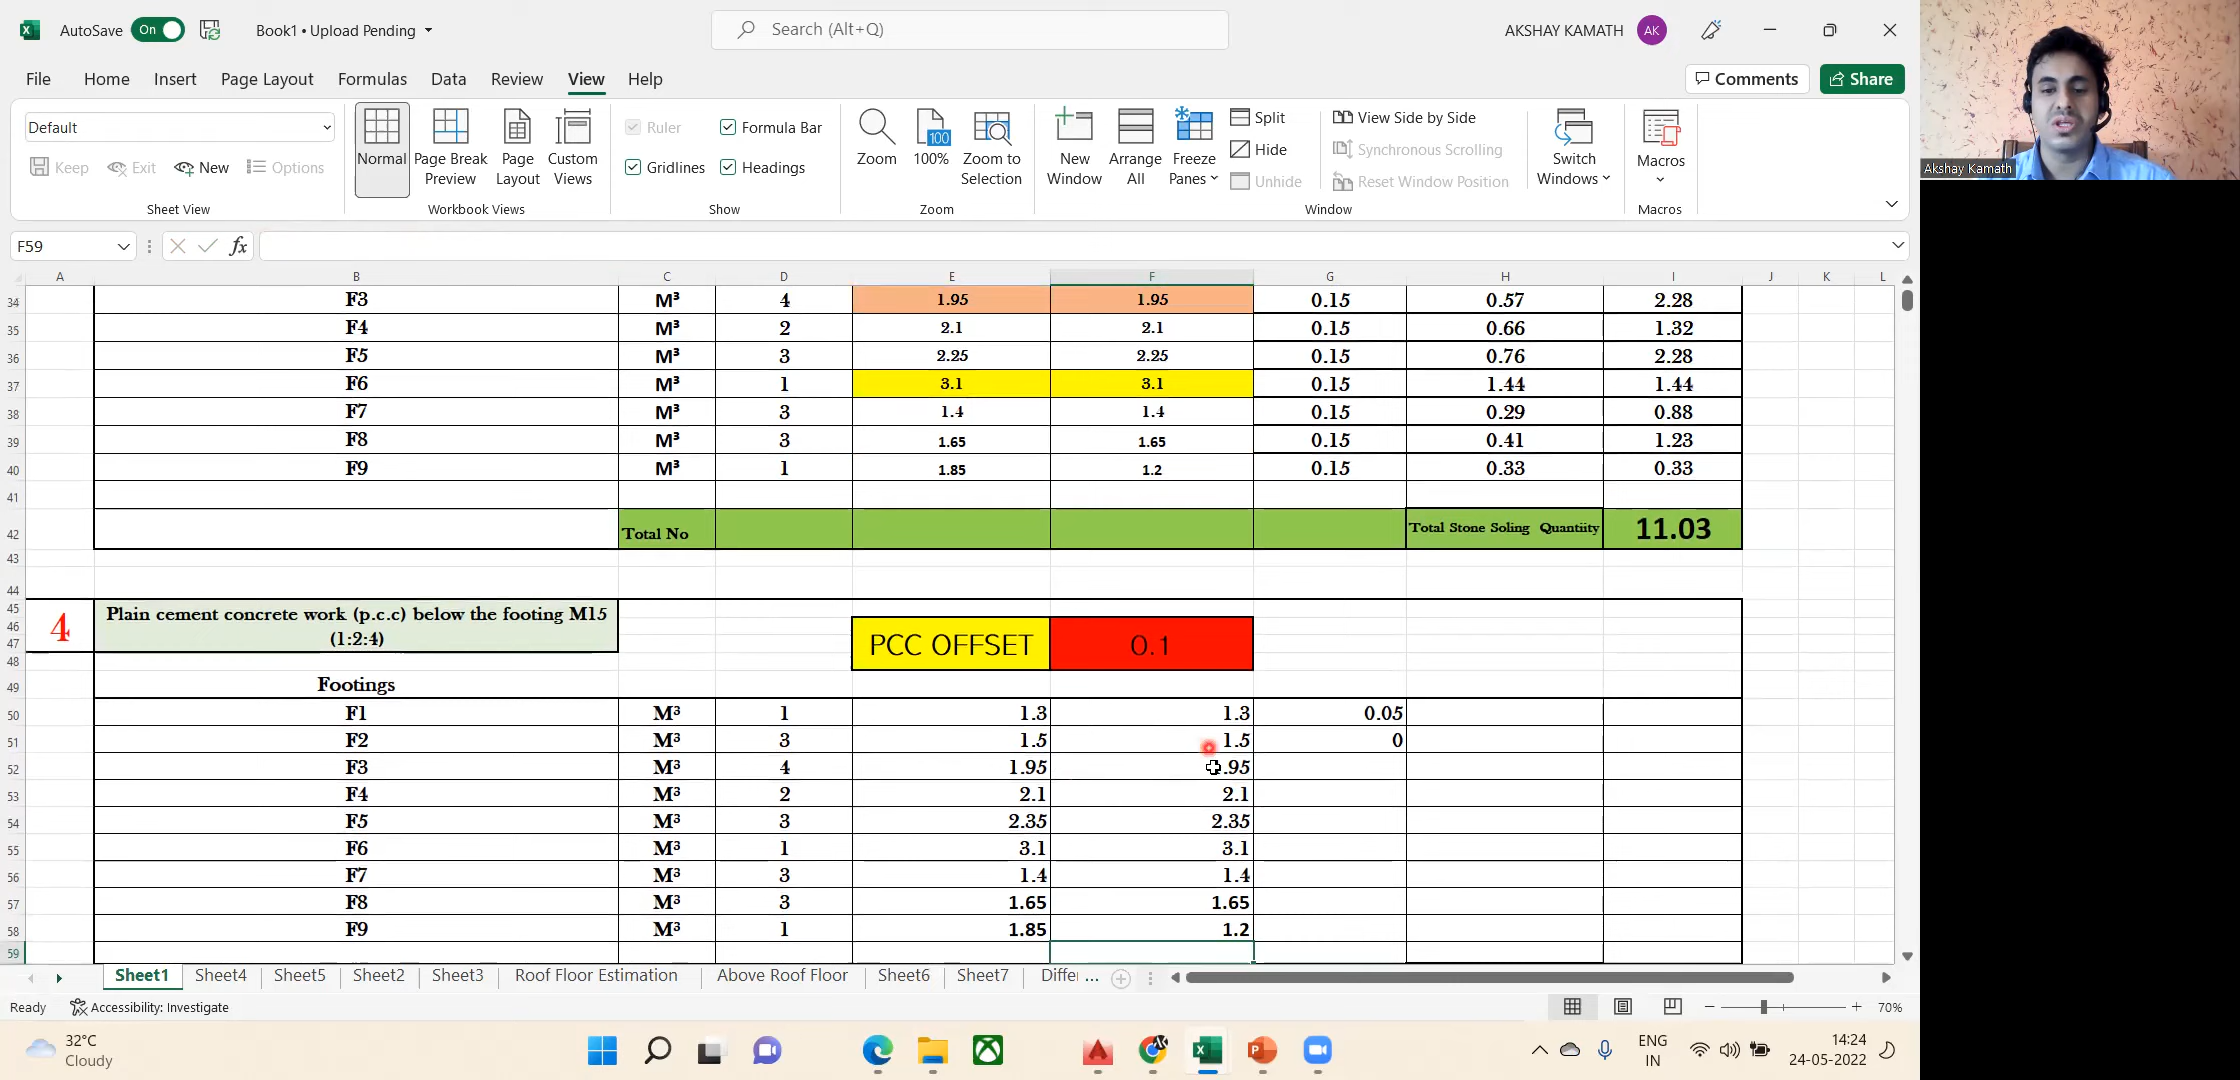 AutoSave On Book1 • Upload Pending Search (Alt+Q) AKSHAY KAMATH AK
File Home Insert Page Layout Formulas Data Review View Help Comments Share
Default Ruler Formula Bar Split View Side by Side
Normal Page Break Preview Page Layout Custom Views Zoom 100 100% Zoom to Selection New Window Arrange All Freeze Panes Hide Synchronous Scrolling Switch Windows Macros
Keep Exit New Options Gridlines Headings Unhide Reset Window Position
Sheet View Workbook Views Show Zoom Window Macros
Akshay Kamath
F59 fx
A B C D E F G H I J K L
34 F3 M³ 4 1.95 1.95 0.15 0.57 2.28
35 F4 M³ 2 2.1 2.1 0.15 0.66 1.32
36 F5 M³ 3 2.25 2.25 0.15 0.76 2.28
37 F6 M³ 1 3.1 3.1 0.15 1.44 1.44
38 F7 M³ 3 1.4 1.4 0.15 0.29 0.88
39 F8 M³ 3 1.65 1.65 0.15 0.41 1.23
40 F9 M³ 1 1.85 1.2 0.15 0.33 0.33
41
42 Total No Total Stone Soling Quantiity 11.03
43
44
45 Plain cement concrete work (p.c.c) below the footing M15
46 4 PCC OFFSET 0.1
47 (1:2:4)
48
49 Footings
50 F1 M³ 1 1.3 1.3 0.05
51 F2 M³ 3 1.5 1.5 0
52 F3 M³ 4 1.95 .95
53 F4 M³ 2 2.1 2.1
54 F5 M³ 3 2.35 2.35
55 F6 M³ 1 3.1 3.1
56 F7 M³ 3 1.4 1.4
57 F8 M³ 3 1.65 1.65
58 F9 M³ 1 1.85 1.2
59
Sheet1 Sheet4 Sheet5 Sheet2 Sheet3 Roof Floor Estimation Above Roof Floor Sheet6 Sheet7 Differ ...
Ready Accessibility: Investigate 70%
32°C
Cloudy
ENG
IN
14:24
24-05-2022